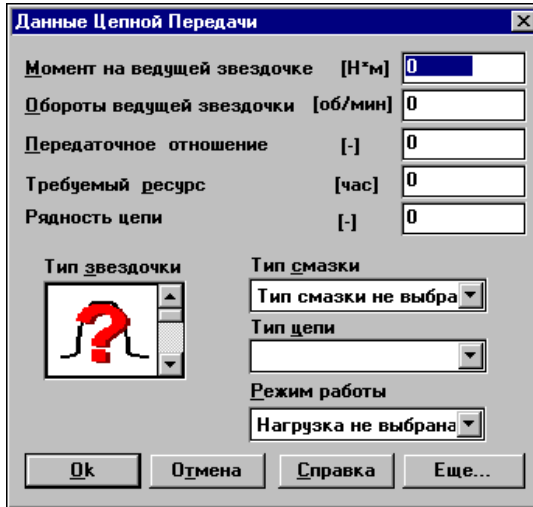 Данные Цепной Передачи
Момент на ведущей звездочке [Н*м] 0
Обороты ведущей звездочки [об/мин] 0
Передаточное отношение [-] 0
Требуемый ресурс [час] 0
Рядность цепи [-] 0
Тип звездочки
Тип смазки
Тип смазки не выбра
Тип цепи
Режим работы
Нагрузка не выбрана
Ok Отмена Справка Еще...